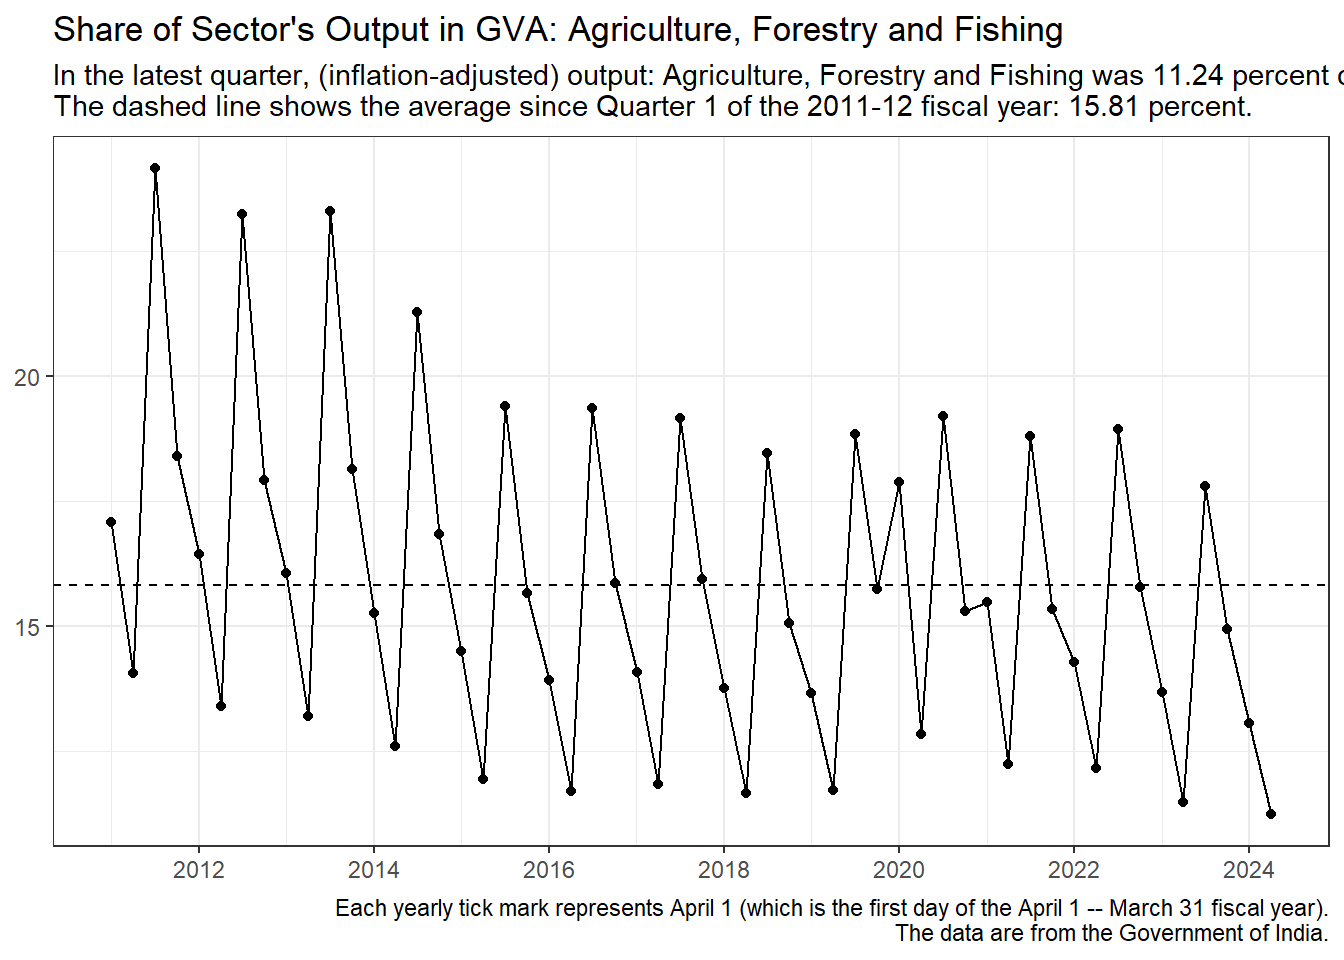 Share of Sector's Output in GVA: Agriculture, Forestry and Fishing
In the latest quarter, (inflation-adjusted) output: Agriculture, Forestry and Fishing was 11.24 percent
The dashed line shows the average since Quarter 1 of the 2011-12 fiscal year: 15.81 percent.
20
15
2012 2014 2016 2018 2020 2022 2024
Each yearly tick mark represents April 1 (which is the first day of the April 1 -- March 31 fiscal year).
The data are from the Government of India.